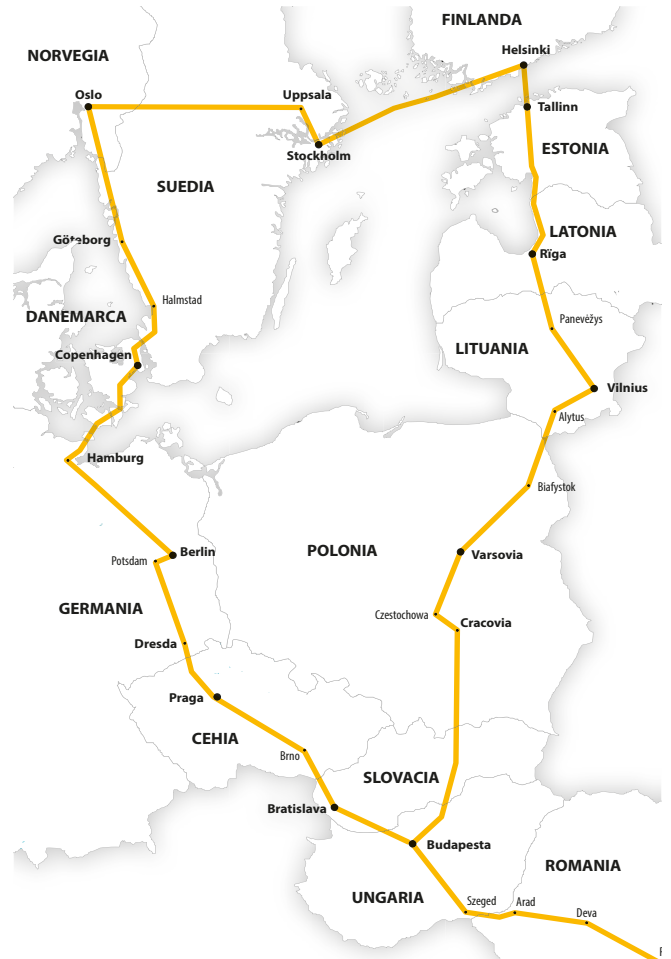 FINLANDA
Helsinki
NORVEGIA
Oslo
Uppsala
Tallinn
Stockholm
ESTONIA
SUEDIA
LATONIA
Göteborg
Rïga
Halmstad
DANEMARCA
Panevėžys
LITUANIA
Copenhagen
Vilnius
Alytus
Hamburg
Biafystok
Berlin
POLONIA
Varsovia
Potsdam
GERMANIA
Czestochowa
Cracovia
Dresda
Praga
CEHIA
Brno
SLOVACIA
Bratislava
Budapesta
ROMANIA
UNGARIA
Szeged
Arad
Deva